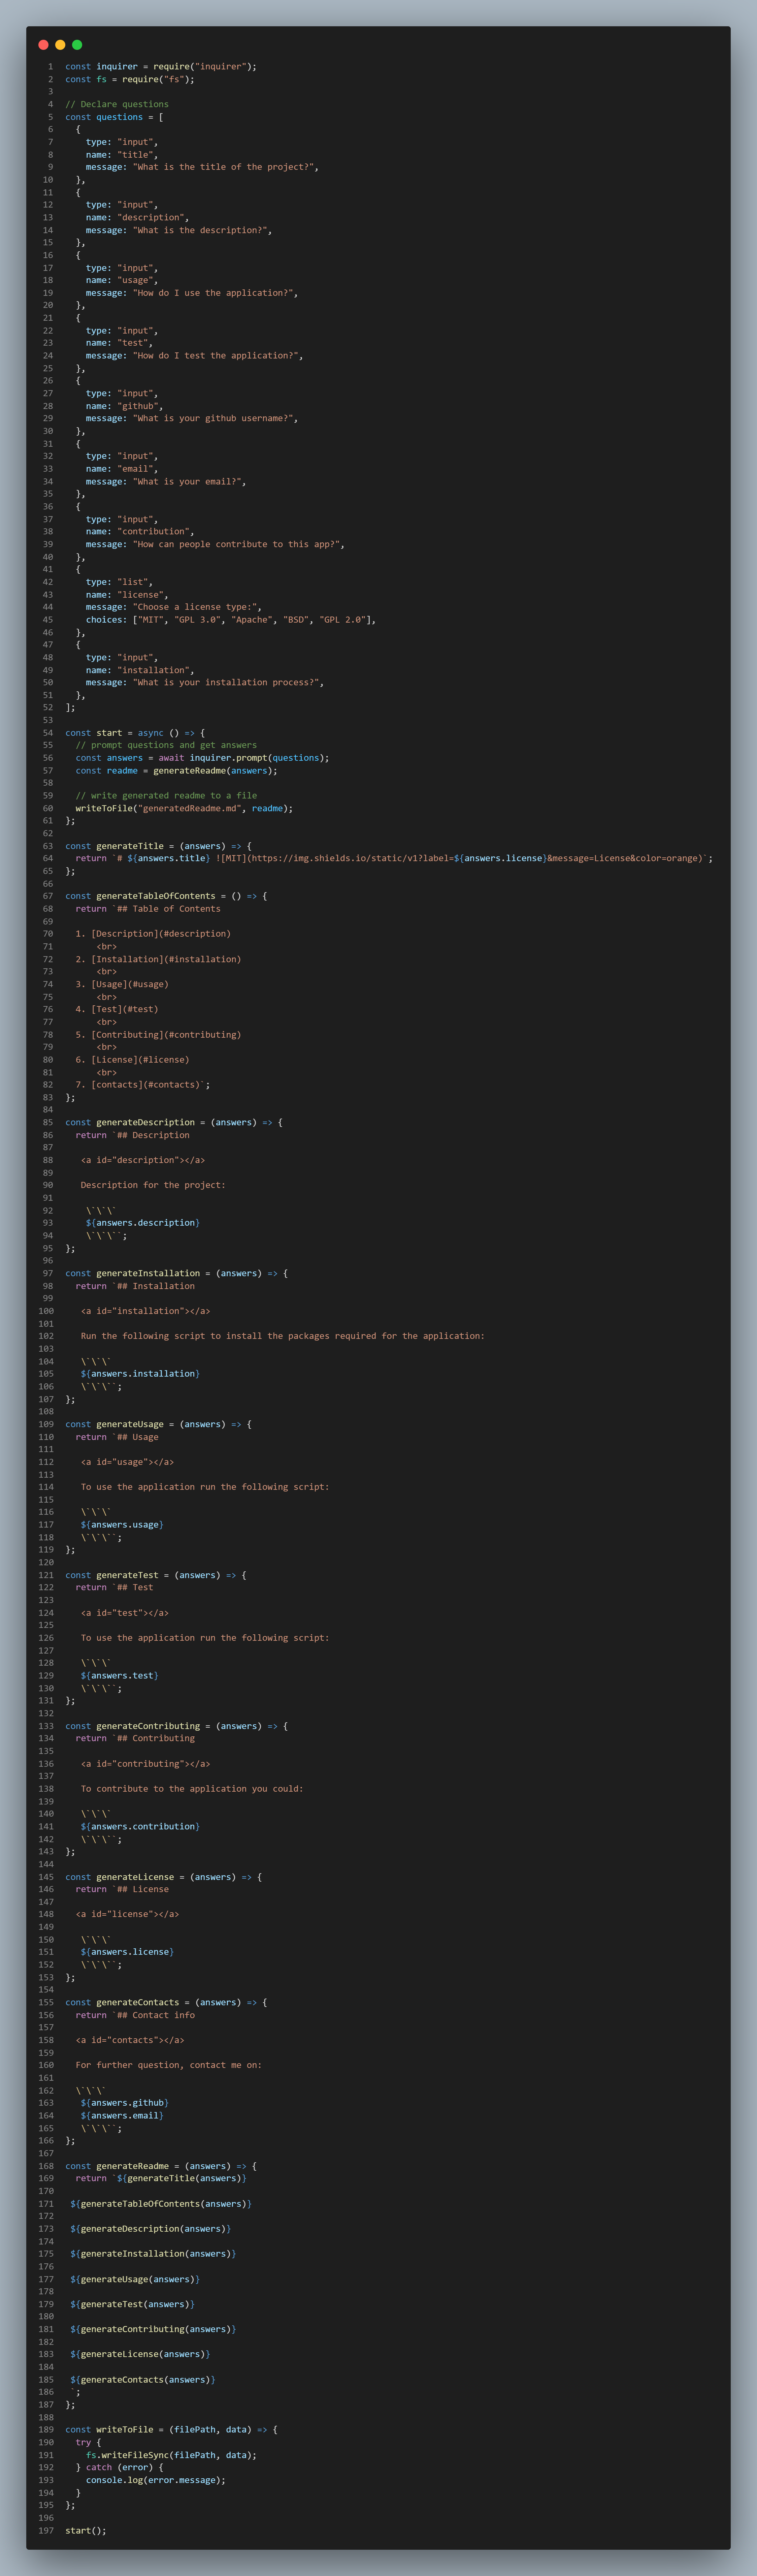 1 const inquirer = require("inquirer");
2 const fs = require("fs");
3
4 // Declare questions
5 const questions = [
6   {
7     type: "input",
8     name: "title",
9     message: "What is the title of the project?",
10   },
11   {
12     type: "input",
13     name: "description",
14     message: "What is the description?",
15   },
16   {
17     type: "input",
18     name: "usage",
19     message: "How do I use the application?",
20   },
21   {
22     type: "input",
23     name: "test",
24     message: "How do I test the application?",
25   },
26   {
27     type: "input",
28     name: "github",
29     message: "What is your github username?",
30   },
31   {
32     type: "input",
33     name: "email",
34     message: "What is your email?",
35   },
36   {
37     type: "input",
38     name: "contribution",
39     message: "How can people contribute to this app?",
40   },
41   {
42     type: "list",
43     name: "license",
44     message: "Choose a license type:",
45     choices: ["MIT", "GPL 3.0", "Apache", "BSD", "GPL 2.0"],
46   },
47   {
48     type: "input",
49     name: "installation",
50     message: "What is your installation process?",
51   },
52 ];
53
54 const start = async () => {
55   // prompt questions and get answers
56   const answers = await inquirer.prompt(questions);
57   const readme = generateReadme(answers);
58
59   // write generated readme to a file
60   writeToFile("generatedReadme.md", readme);
61 };
62
63 const generateTitle = (answers) => {
64   return `# ${answers.title} ![MIT](https://img.shields.io/static/v1?label=${answers.license}&message=License&color=orange)`;
65 };
66
67 const generateTableOfContents = () => {
68   return `## Table of Contents
69
70   1. [Description](#description)
71       <br>
72   2. [Installation](#installation)
73       <br>
74   3. [Usage](#usage)
75       <br>
76   4. [Test](#test)
77       <br>
78   5. [Contributing](#contributing)
79       <br>
80   6. [License](#license)
81       <br>
82   7. [contacts](#contacts)`;
83 };
84
85 const generateDescription = (answers) => {
86   return `## Description
87
88    <a id="description"></a>
89
90    Description for the project:
91
92     \`\`\`
93     ${answers.description}
94     \`\`\``;
95 };
96
97 const generateInstallation = (answers) => {
98   return `## Installation
99
100    <a id="installation"></a>
101
102    Run the following script to install the packages required for the application:
103
104    \`\`\`
105    ${answers.installation}
106    \`\`\``;
107 };
108
109 const generateUsage = (answers) => {
110   return `## Usage
111
112    <a id="usage"></a>
113
114    To use the application run the following script:
115
116    \`\`\`
117    ${answers.usage}
118    \`\`\``;
119 };
120
121 const generateTest = (answers) => {
122   return `## Test
123
124    <a id="test"></a>
125
126    To use the application run the following script:
127
128    \`\`\`
129    ${answers.test}
130    \`\`\``;
131 };
132
133 const generateContributing = (answers) => {
134   return `## Contributing
135
136    <a id="contributing"></a>
137
138    To contribute to the application you could:
139
140    \`\`\`
141    ${answers.contribution}
142    \`\`\``;
143 };
144
145 const generateLicense = (answers) => {
146   return `## License
147
148   <a id="license"></a>
149
150    \`\`\`
151    ${answers.license}
152    \`\`\``;
153 };
154
155 const generateContacts = (answers) => {
156   return `## Contact info
157
158   <a id="contacts"></a>
159
160   For further question, contact me on:
161
162   \`\`\`
163    ${answers.github}
164    ${answers.email}
165    \`\`\``;
166 };
167
168 const generateReadme = (answers) => {
169   return `${generateTitle(answers)}
170
171  ${generateTableOfContents(answers)}
172
173  ${generateDescription(answers)}
174
175  ${generateInstallation(answers)}
176
177  ${generateUsage(answers)}
178
179  ${generateTest(answers)}
180
181  ${generateContributing(answers)}
182
183  ${generateLicense(answers)}
184
185  ${generateContacts(answers)}
186  `;
187 };
188
189 const writeToFile = (filePath, data) => {
190   try {
191     fs.writeFileSync(filePath, data);
192   } catch (error) {
193     console.log(error.message);
194   }
195 };
196
197 start();